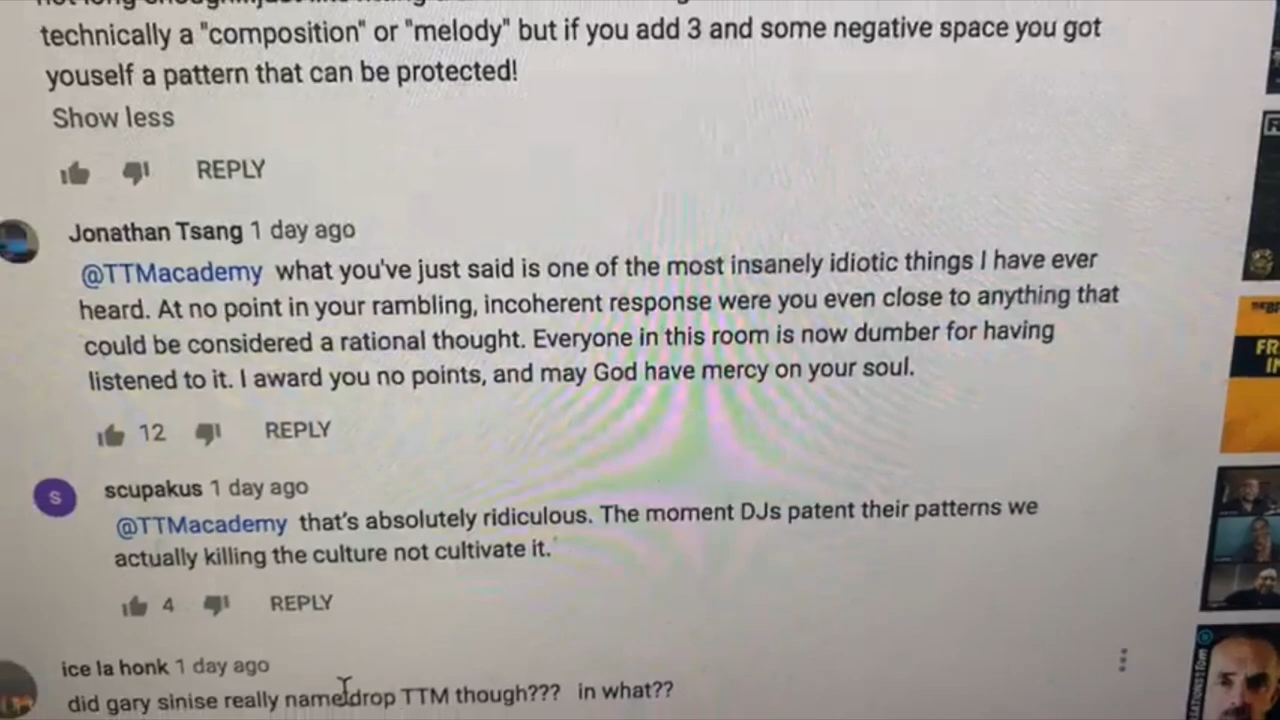 technically a "composition" or "melody" but if you add 3 and some negative space you got
youself a pattern that can be protected!
Show less
REPLY
Jonathan Tsang 1 day ago
@TTMacademy what you've just said is one of the most insanely idiotic things I have ever
heard. At no point in your rambling, incoherent response were you even close to anything that
could be considered a rational thought. Everyone in this room is now dumber for having
listened to it. I award you no points, and may God have mercy on your soul.
12 REPLY
S
scupakus 1 day ago
@TTMacademy that's absolutely ridiculous. The moment DJs patent their patterns we
actually killing the culture not cultivate it.
4 REPLY
ice la honk 1 day ago
did gary sinise really namedrop TTM though??? in what??
FR